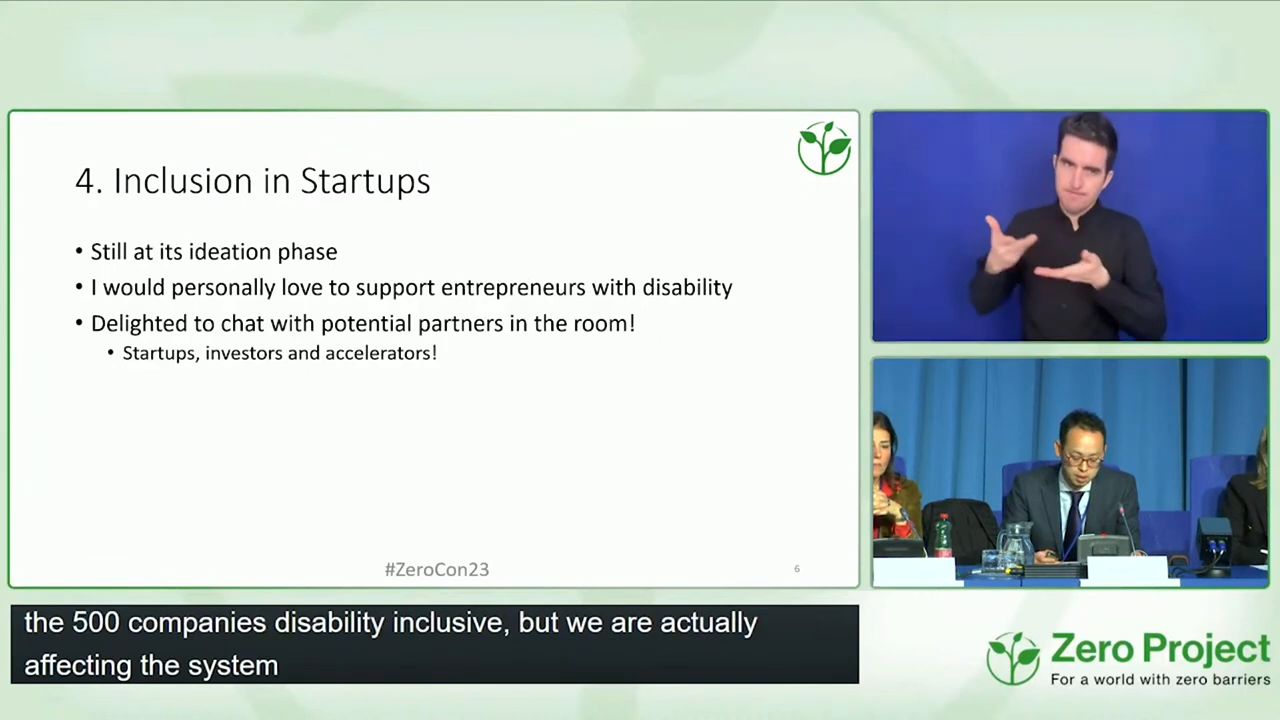 4. Inclusion in Startups
• Still at its ideation phase
• I would personally love to support entrepreneurs with disability
• Delighted to chat with potential partners in the room!
• Startups, investors and accelerators!
#ZeroCon23
6
the 500 companies disability inclusive, but we are actually
affecting the system
Zero Project
For a world with zero barriers